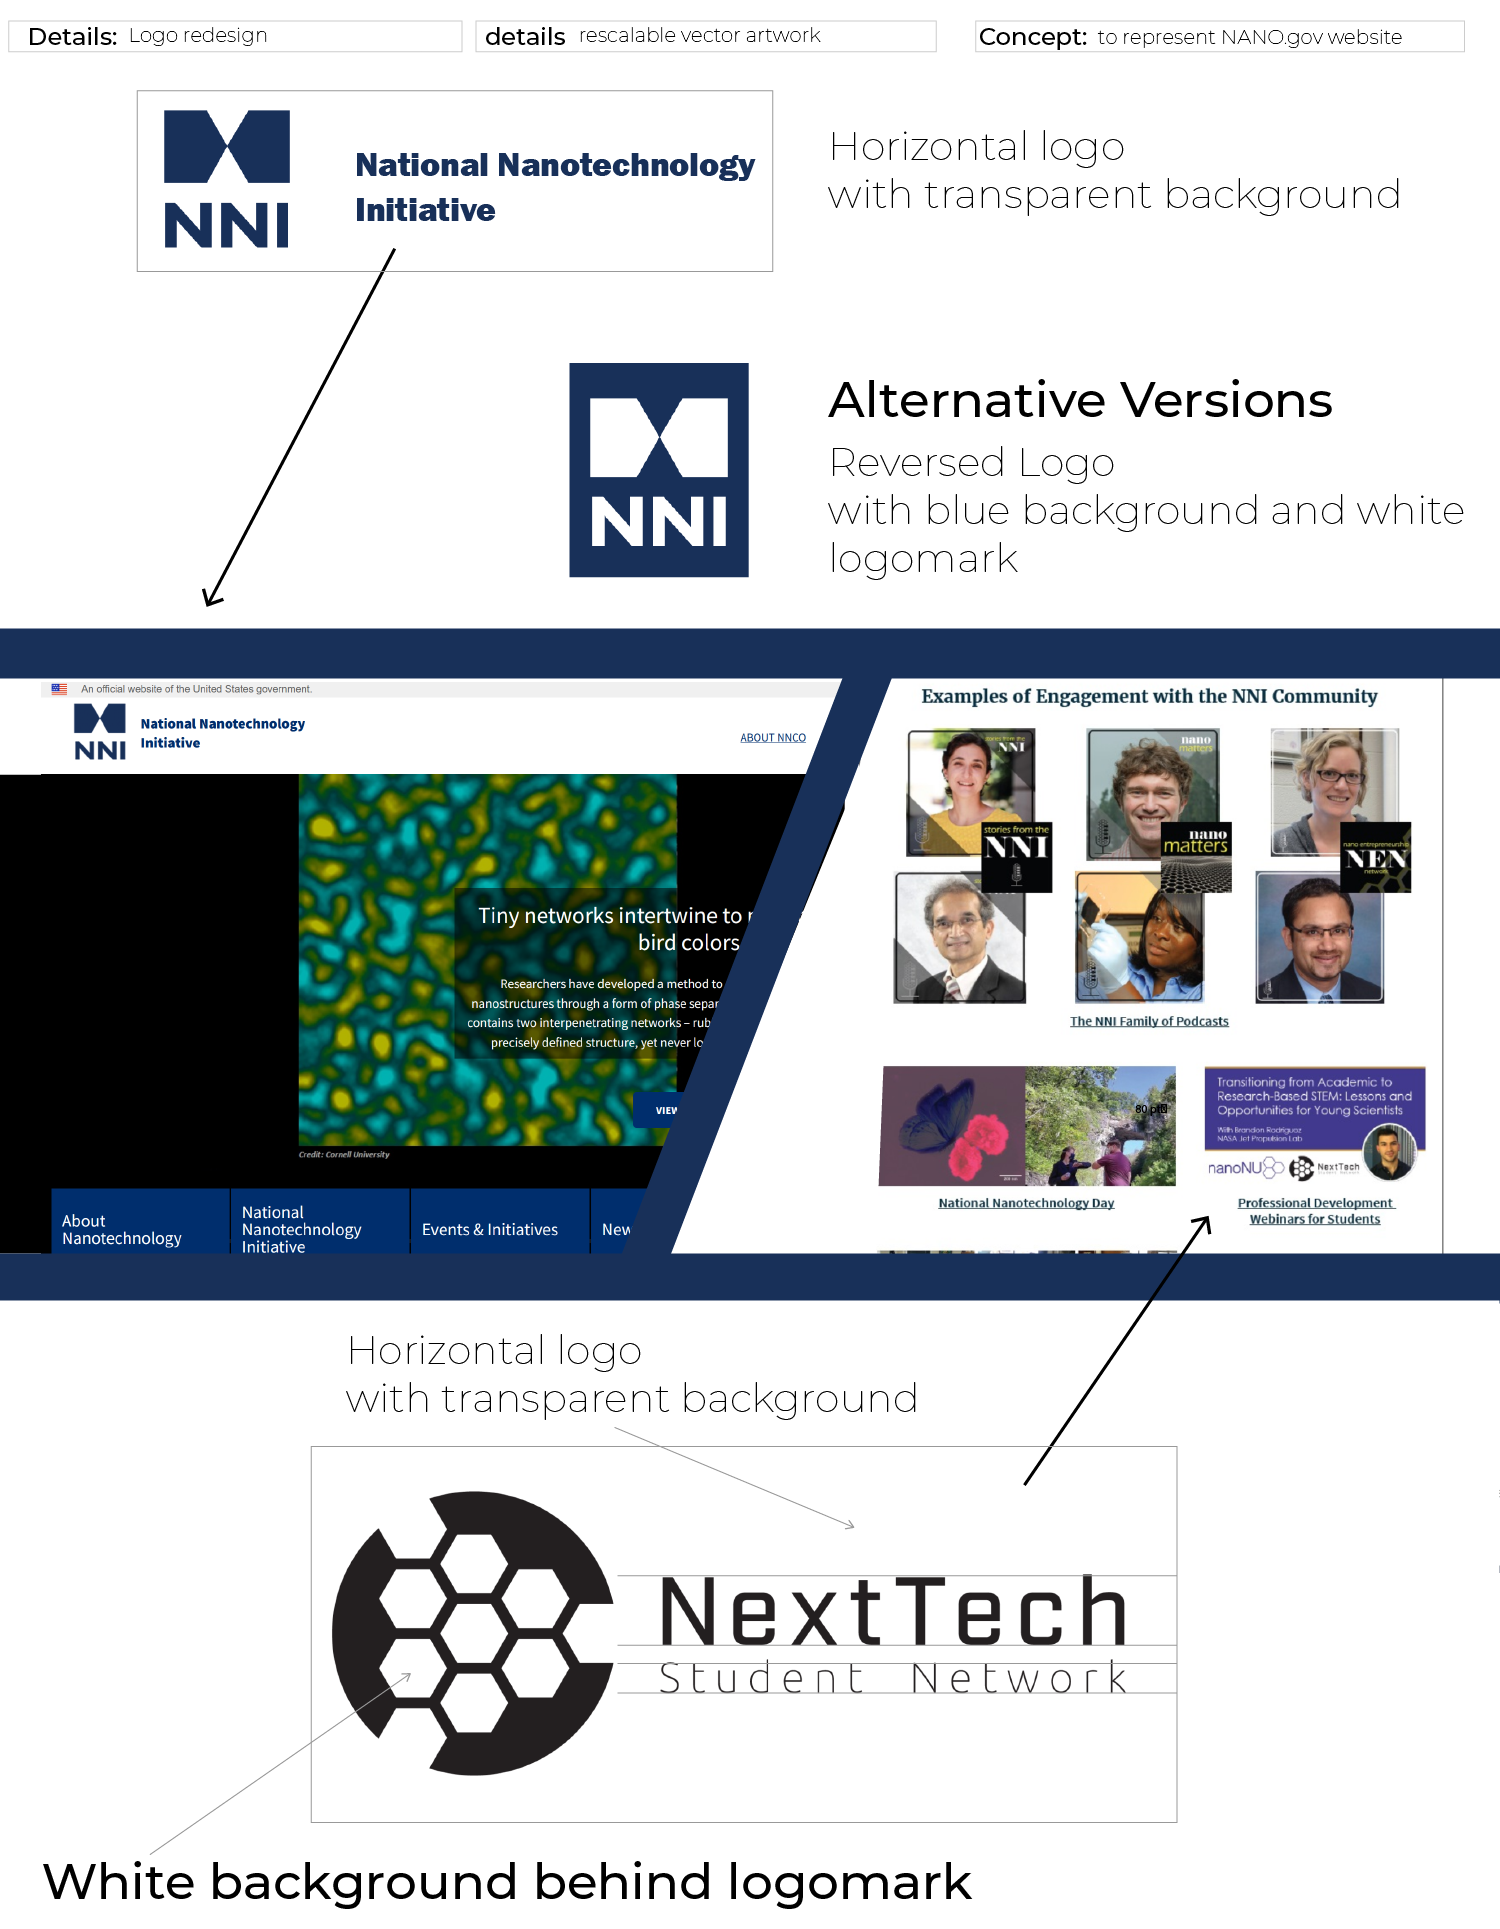 Details: Logo redesign
details rescalable vector artwork
Concept: to represent NANO.gov website
NNI
National Nanotechnology
Initiative
Horizontal logo
with transparent background
NNI
Alternative Versions
Reversed Logo
with blue background and white
logomark
An official website of the United States government.
NNI
National Nanotechnology
Initiative
ABOUT NNCO
Tiny networks intertwine to
bird colors
Researchers have developed a method to
nanostructures through a form of phase separ
contains two interpenetrating networks – rub
precisely defined structure, yet never lo
VIEW
Credit: Cornell University
About
Nanotechnology
National
Nanotechnology
Initiative
Events & Initiatives
New
Examples of Engagement with the NNI Community
stories from the
NNI
nano
matters
stories from the
NNI
nano
matters
nano entrepreneurship
NEN
network
The NNI Family of Podcasts
80 pt
National Nanotechnology Day
Transitioning from Academic to
Research-Based STEM: Lessons and
Opportunities for Young Scientists
With Brandon Rodriguez
NASA Jet Propulsion Lab
nanoNU
NextTech
Student Network
Professional Development
Webinars for Students
Horizontal logo
with transparent background
NextTech
Student Network
White background behind logomark